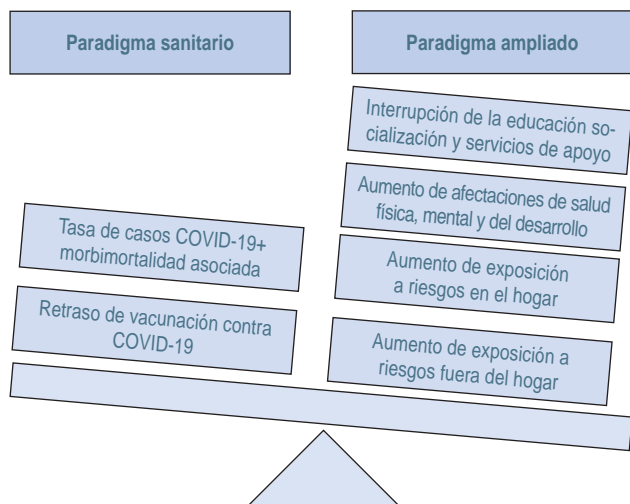 Paradigma sanitario
Paradigma ampliado
Interrupción de la educación so-
cialización y servicios de apoyo
Aumento de afectaciones de salud
física, mental y del desarrollo
Tasa de casos COVID-19+
morbimortalidad asociada
Aumento de exposición
a riesgos en el hogar
Retraso de vacunación contra
COVID-19
Aumento de exposición a
riesgos fuera del hogar